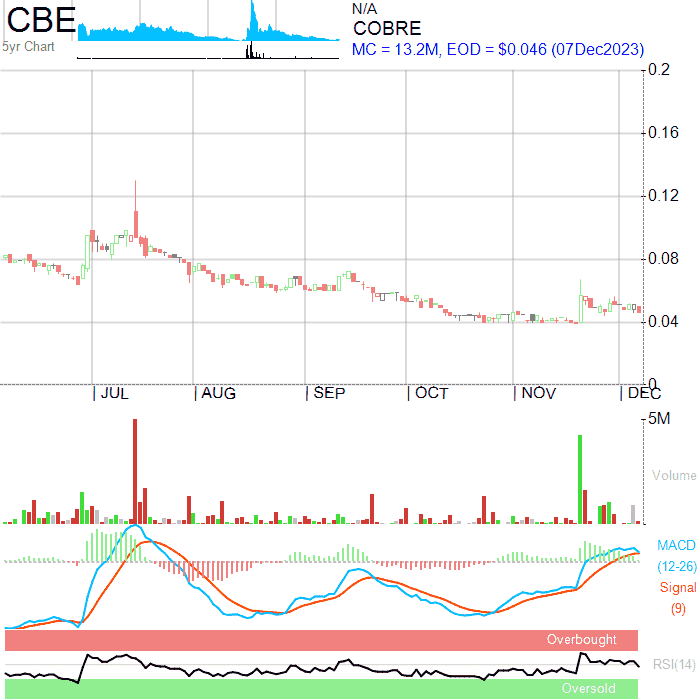 CBE
5yr Chart
N/A
COBRE
MC = 13.2M, EOD = $0.046 (07Dec2023)
0.2
0.16
0.12
0.08
0.04
0
JUL AUG SEP OCT NOV DEC
5M
Volume
MACD
(12-26)
Signal
(9)
Overbought
RSI(14)
Oversold